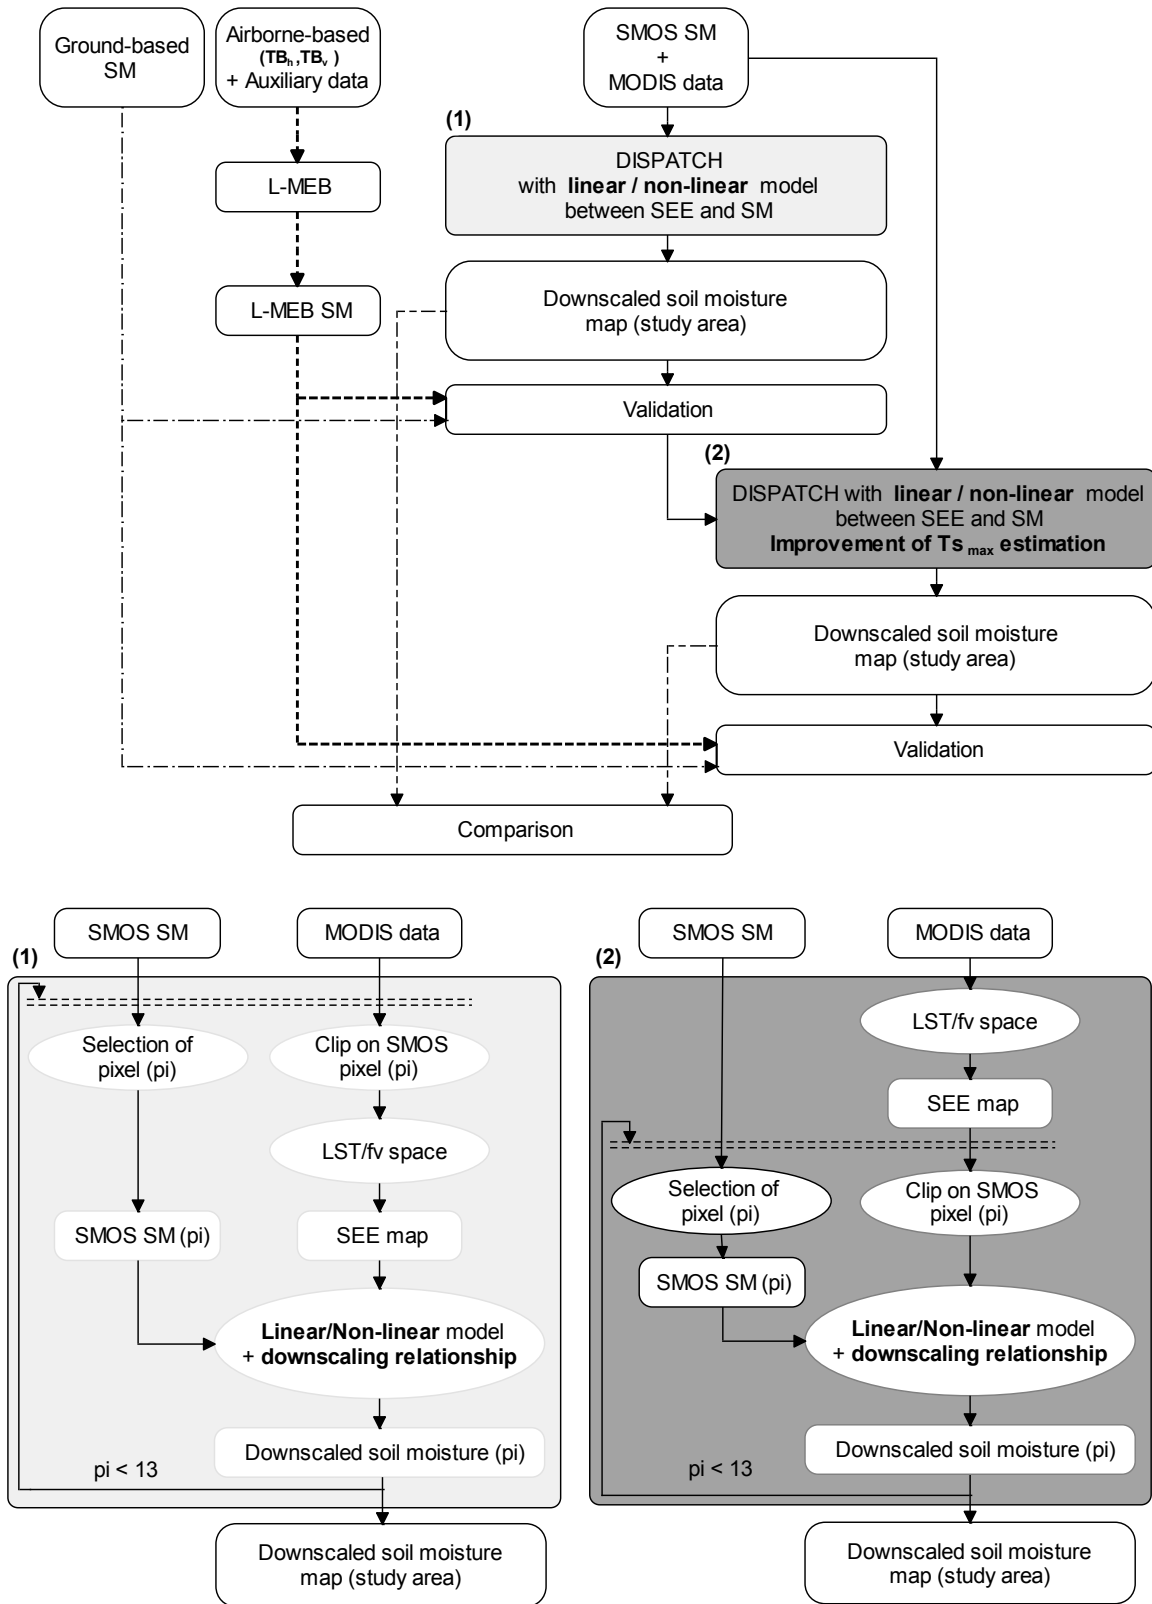 Ground-based
SM
Airborne-based
(TBh,TBv)
+ Auxiliary data
SMOS SM
+
MODIS data
(1)
DISPATCH
with linear / non-linear model
between SEE and SM
L-MEB
L-MEB SM
Downscaled soil moisture
map (study area)
Validation
(2)
DISPATCH with linear / non-linear model
between SEE and SM
Improvement of Ts max estimation
Downscaled soil moisture
map (study area)
Validation
Comparison
SMOS SM
MODIS data
(1)
Selection of
pixel (pi)
Clip on SMOS
pixel (pi)
LST/fv space
SMOS SM (pi)
SEE map
Linear/Non-linear model
+ downscaling relationship
Downscaled soil moisture (pi)
pi < 13
Downscaled soil moisture
map (study area)
SMOS SM
MODIS data
(2)
LST/fv space
SEE map
Selection of
pixel (pi)
Clip on SMOS
pixel (pi)
SMOS SM (pi)
Linear/Non-linear model
+ downscaling relationship
Downscaled soil moisture (pi)
pi < 13
Downscaled soil moisture
map (study area)